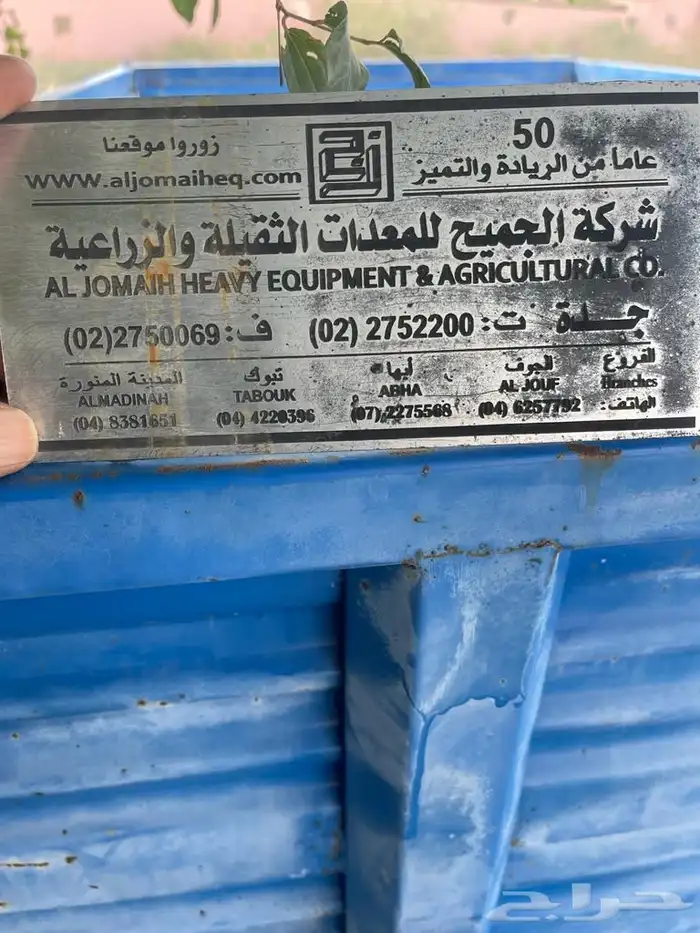 زوروا موقعنا
www.aljomaiheq.com
50
عاماً من الريادة والتميز
شركة الجميح للمعدات الثقيلة والزراعية
AL JOMAIH HEAVY EQUIPMENT & AGRICULTURAL CO.
جدة ت: 2752200 (02) ف: 2750069(02)
الفروع الجوف أبها تبوك المدينة المنورة
Branches AL JOUF ABHA TABOUK ALMADINAH
الهاتف: (04) 6257792 (07) 2275568 (04) 4220396 (04) 8381651
حراج